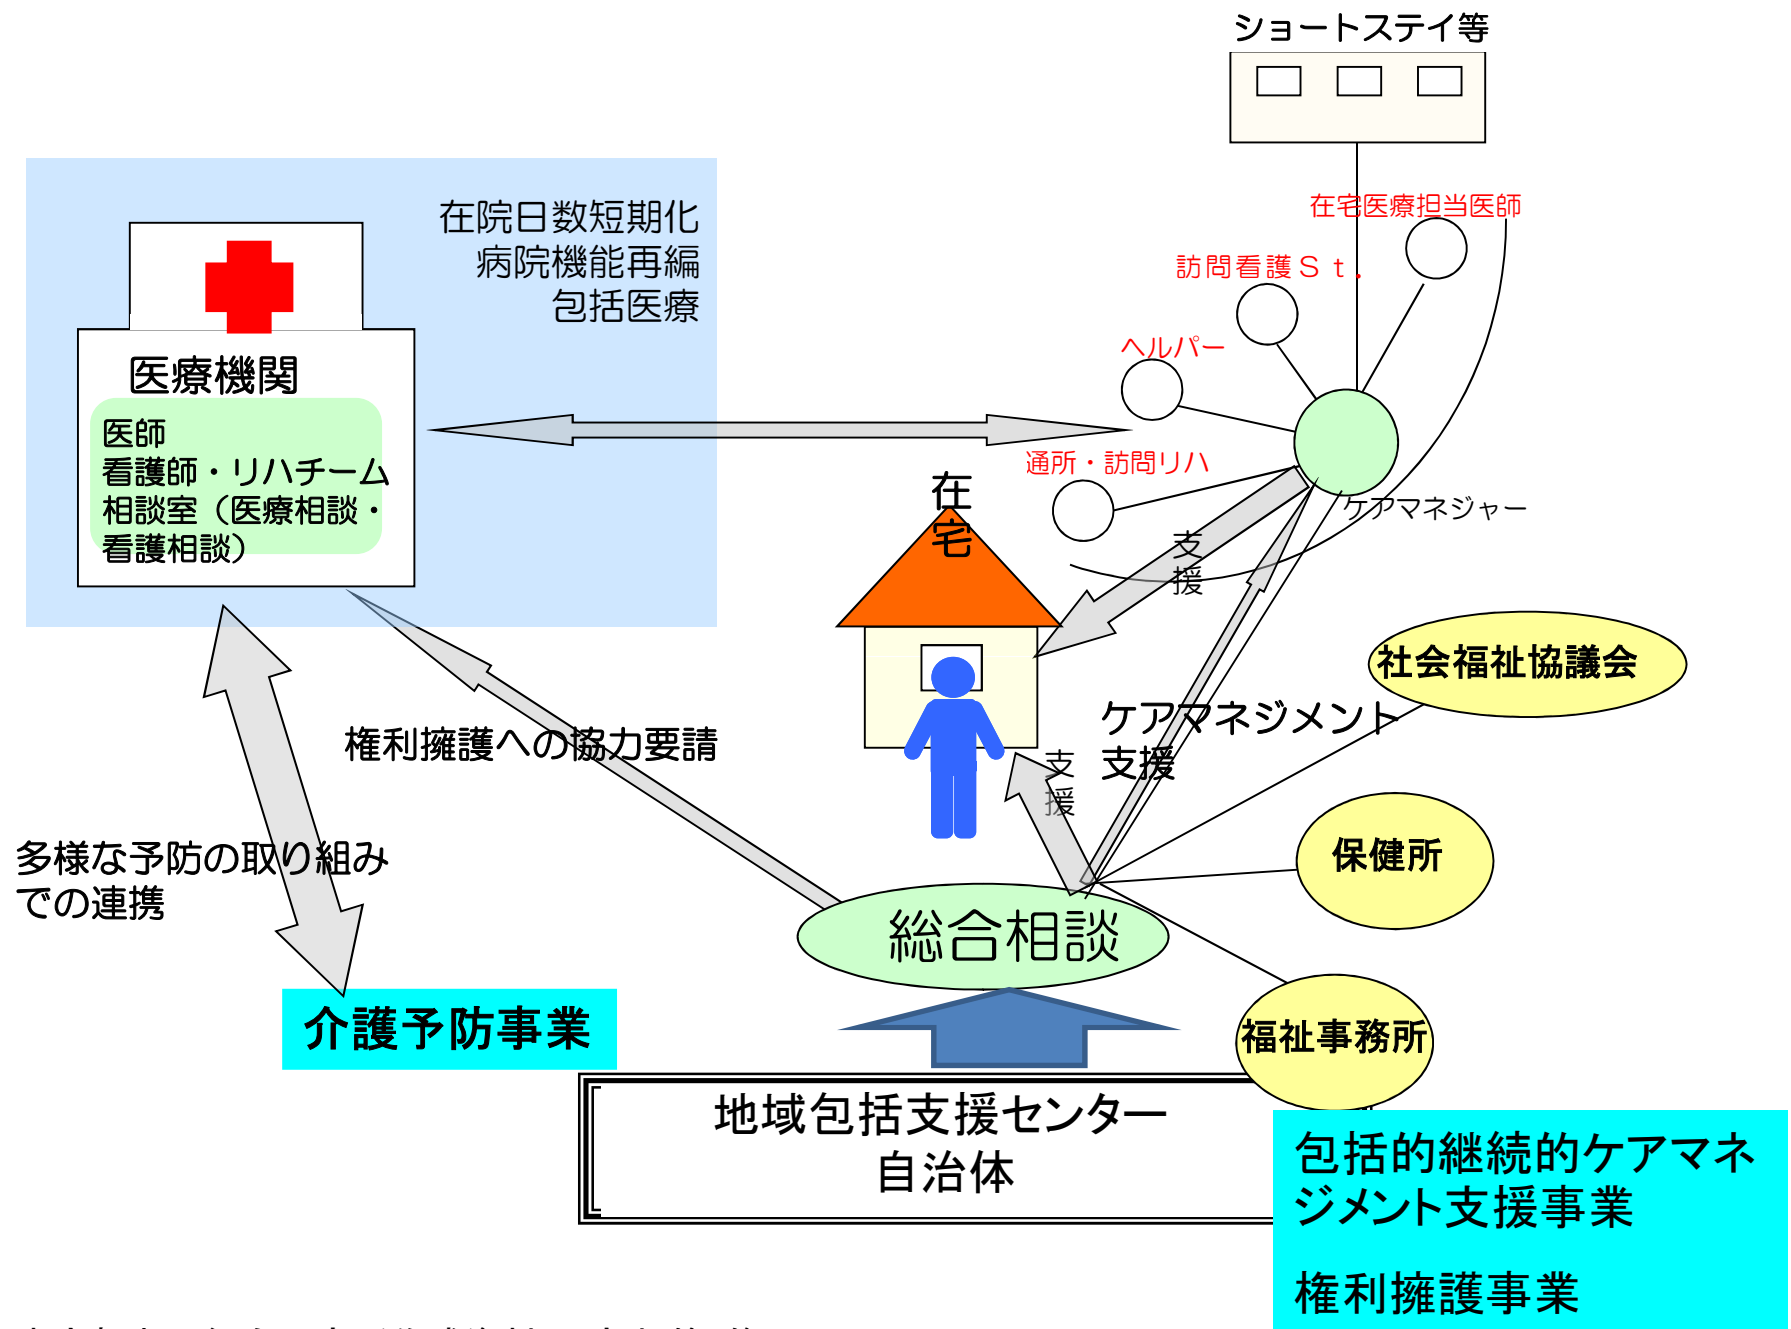 ショートステイ等
在宅医療担当医師
訪問看護Ｓｔ．
ヘルパー
通所・訪問リハ
ケアマネジャー
在院日数短期化
病院機能再編
包括医療
医療機関
医師
看護師・リハチーム
相談室（医療相談・
看護相談）
在
宅
支
援
社会福祉協議会
ケアマネジメント
支援
支
援
権利擁護への協力要請
保健所
多様な予防の取り組み
での連携
総合相談
介護予防事業
福祉事務所
地域包括支援センター
自治体
包括的継続的ケアマネ
ジメント支援事業
権利擁護事業